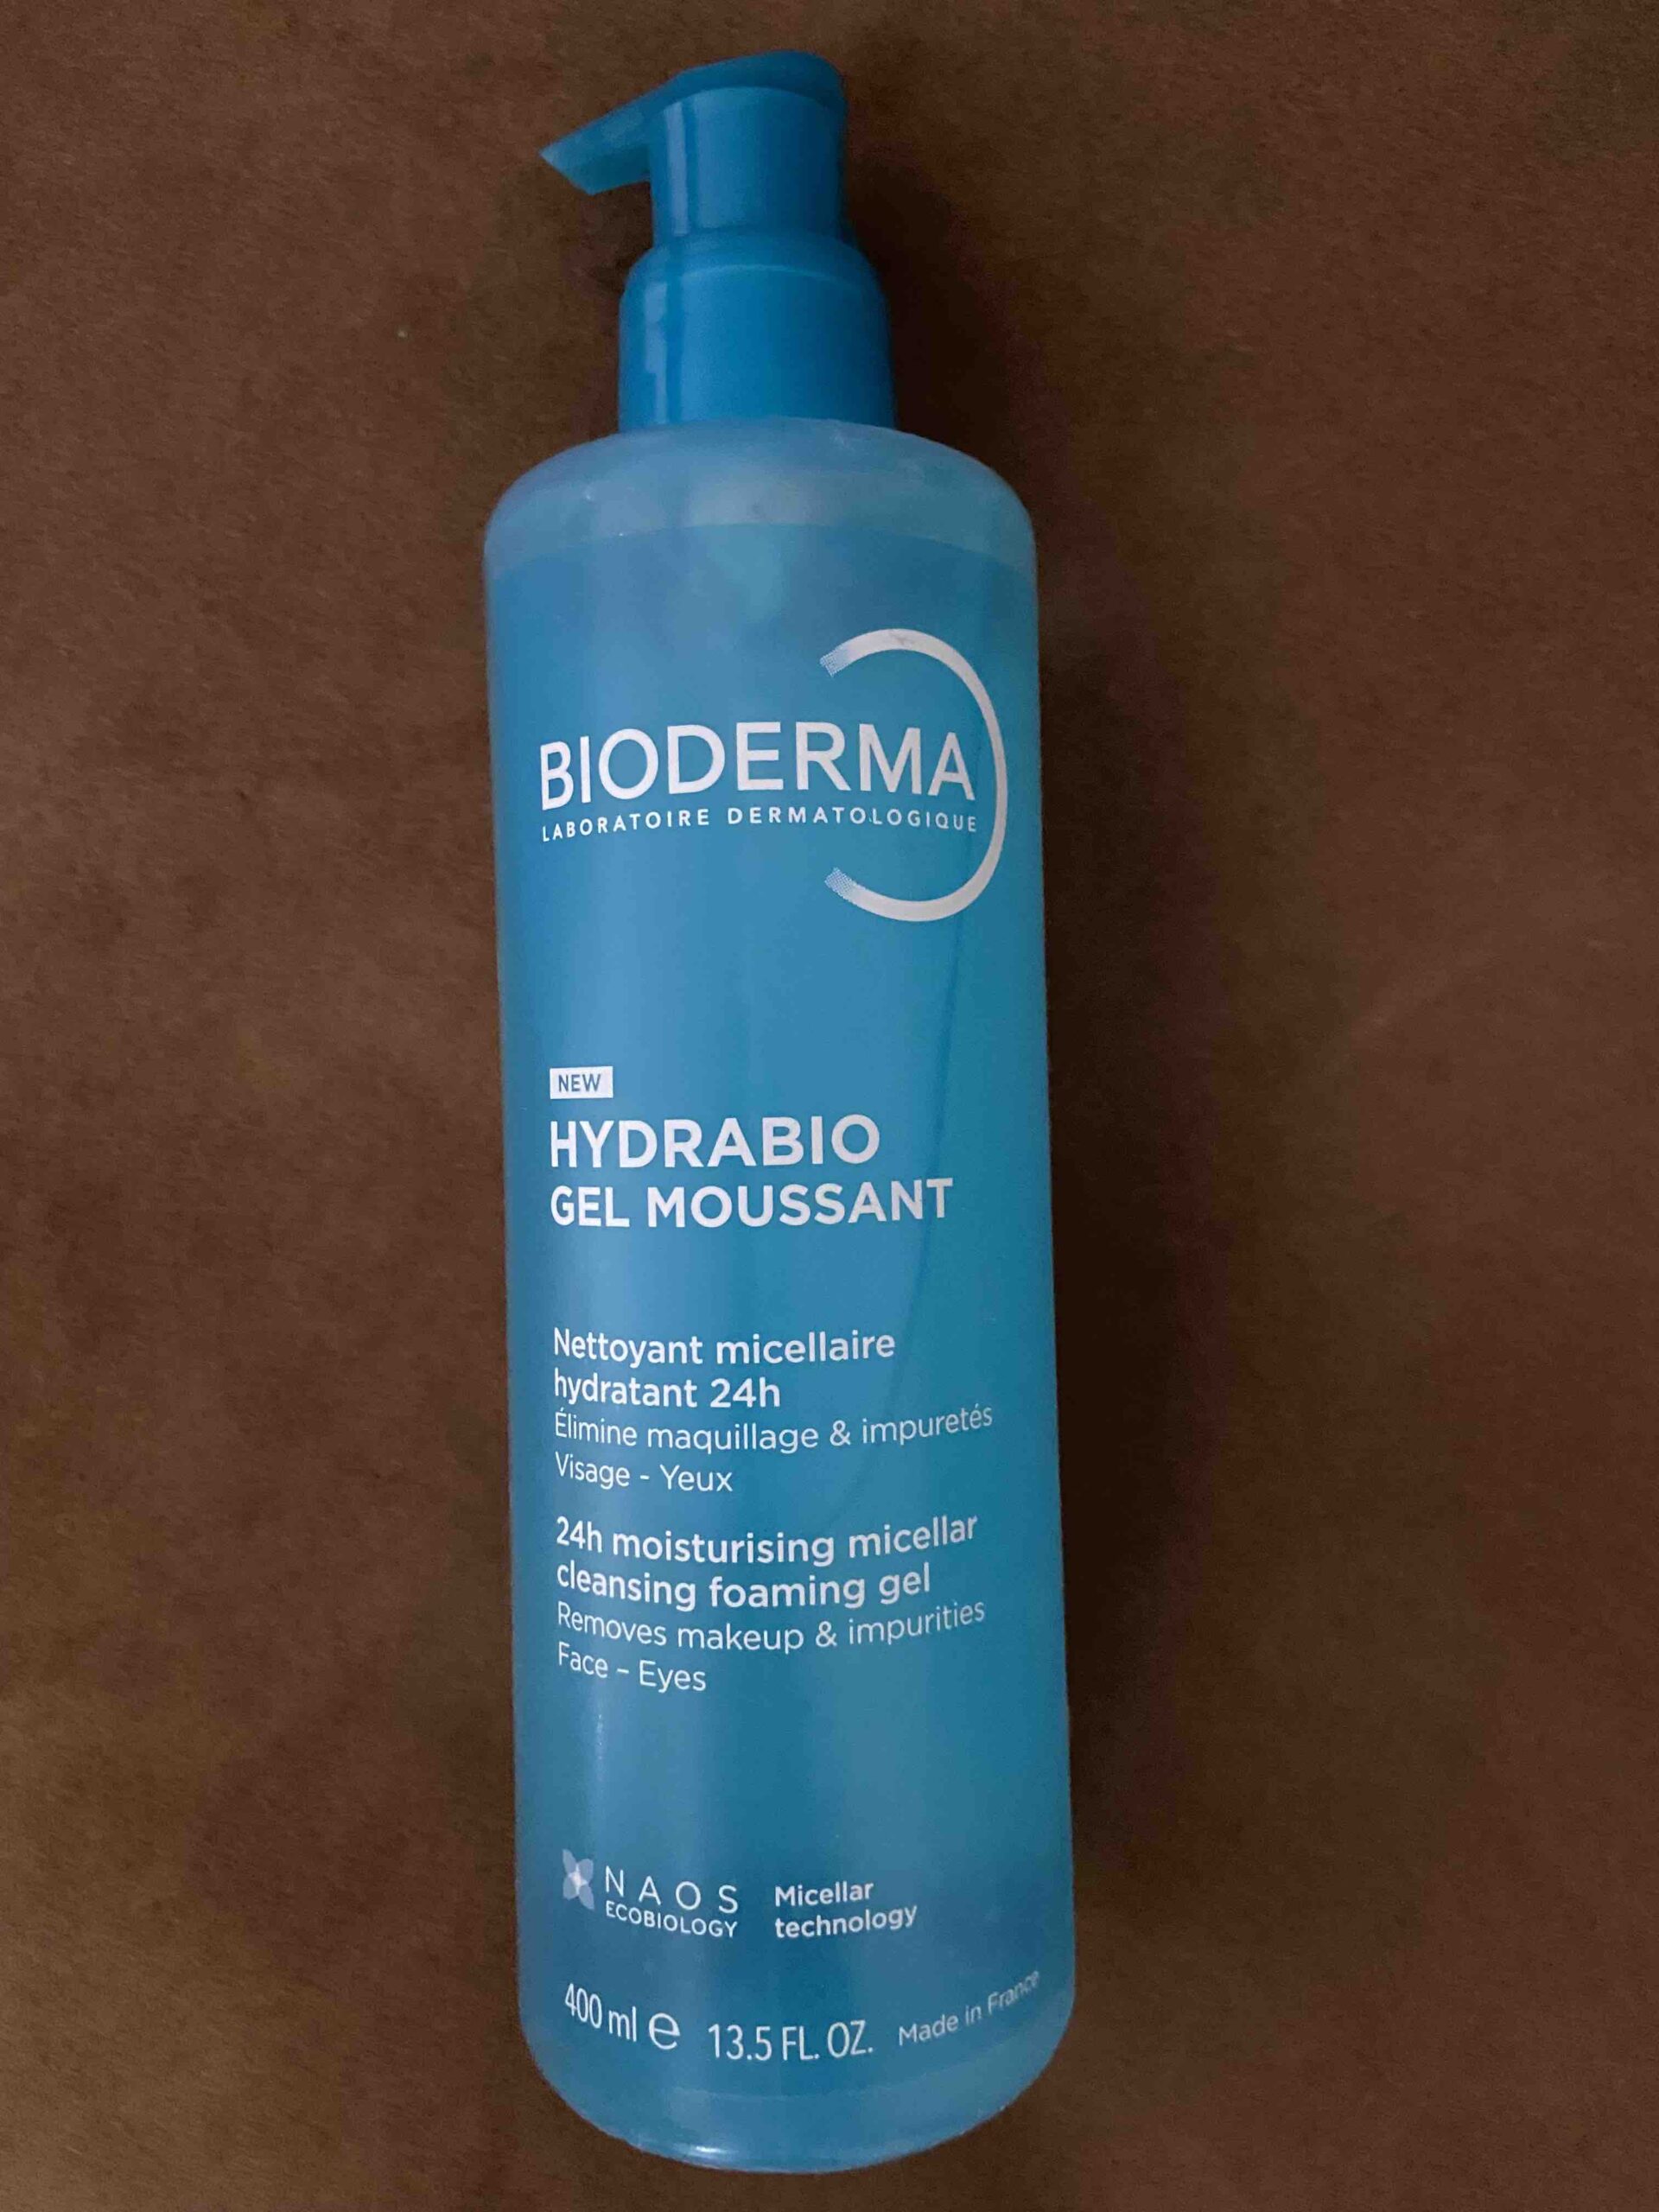 BIODERMA
LABORATOIRE DERMATOLOGIQUE
NEW
HYDRABIO
GEL MOUSSANT
Nettoyant micellaire
hydratant 24h
Élimine maquillage & impuretés
Visage - Yeux
24h moisturising micellar
cleansing foaming gel
Removes makeup & impurities
Face - Eyes
NAOS
ECOBIOLOGY
Micellar
technology
400 ml e 13.5 FL. OZ. Made in France